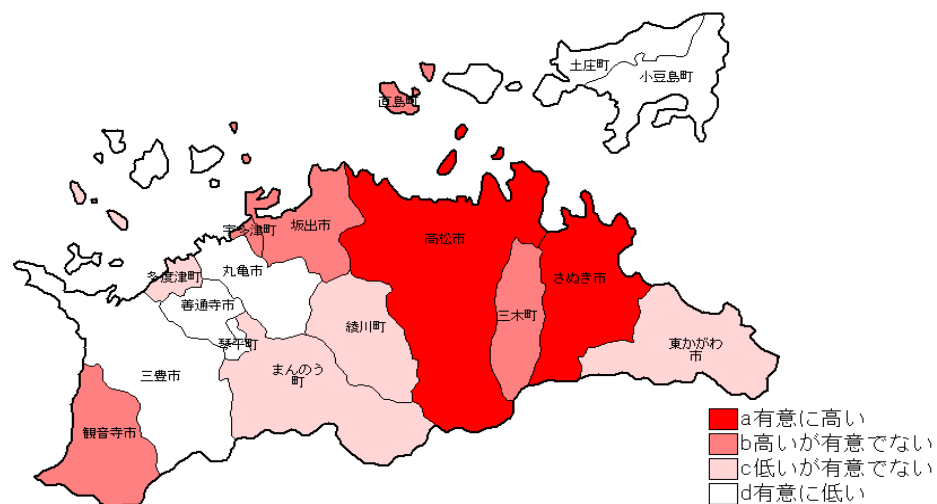 土庄町
小豆島町
直島町
宇多津町
坂出市
高松市
多度津町
丸亀市
さぬき市
善通寺市
三木町
綾川町
琴平町
東かがわ
市
三豊市
まんのう
町
観音寺市
a有意に高い
b高いが有意でない
c低いが有意でない
d有意に低い